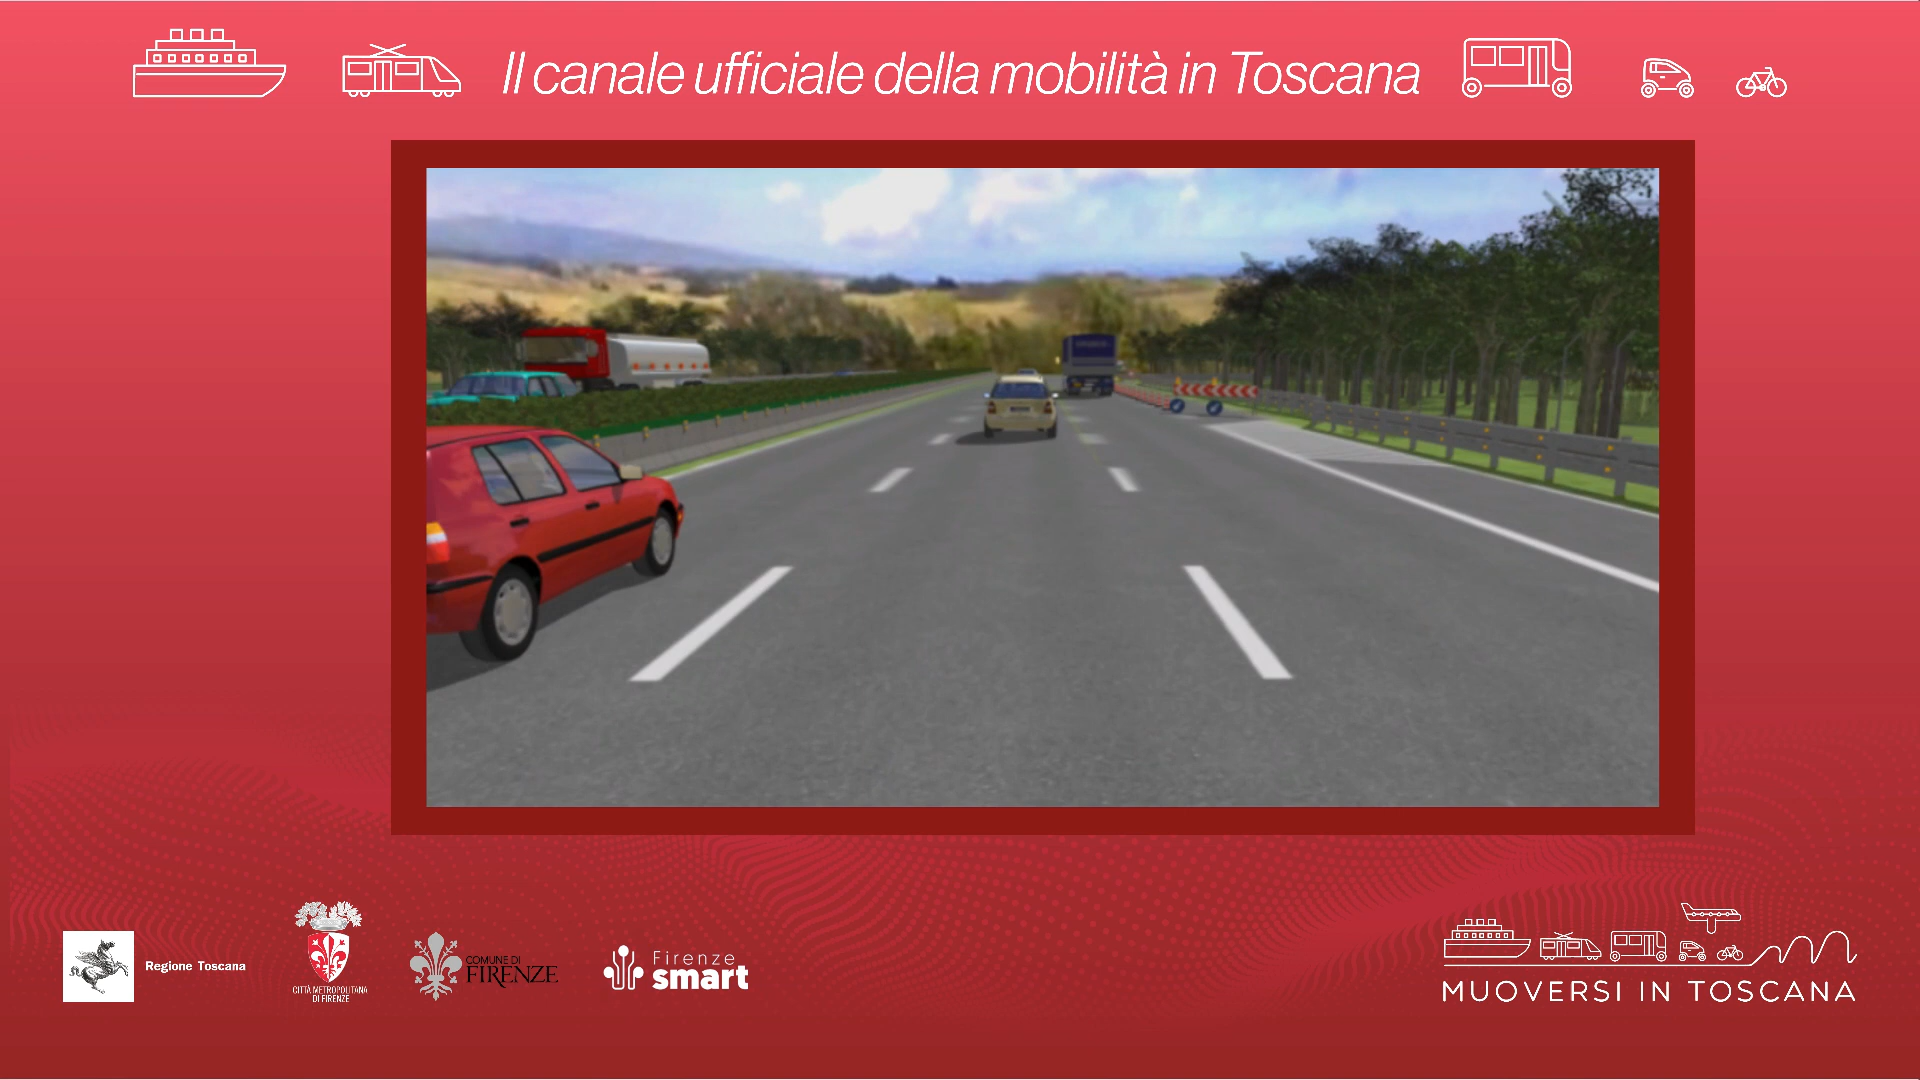 Il canale ufficiale della mobilità in Toscana
Regione Toscana
CITTÀ METROPOLITANA
DI FIRENZE
COMUNE DI
FIRENZE
Firenze
smart
MUOVERSI IN TOSCANA